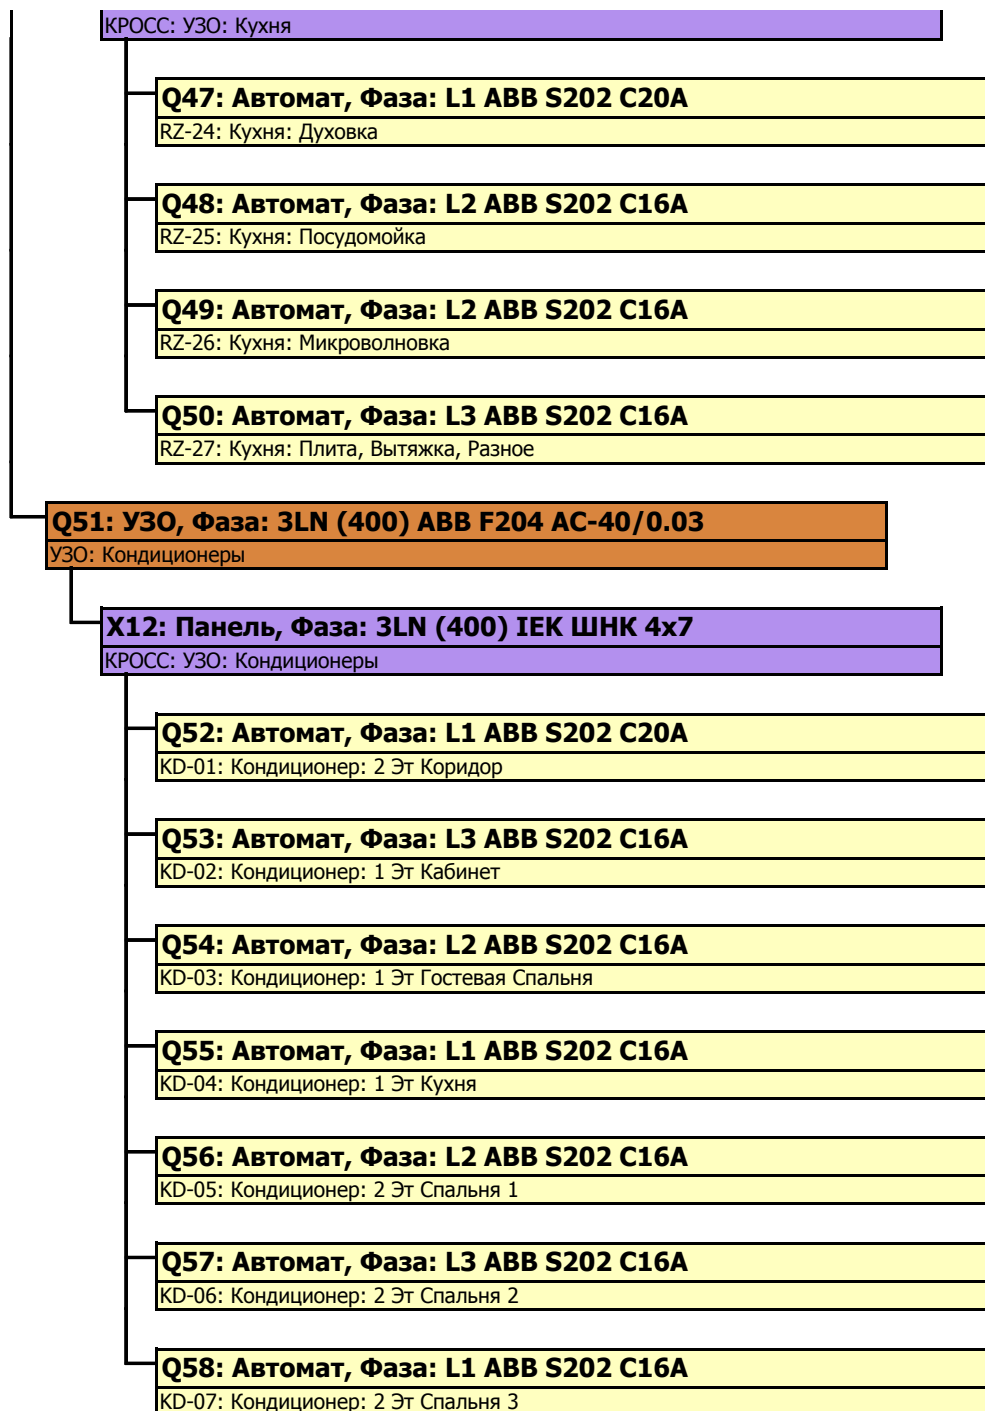 КРОСС: УЗО: Кухня
Q47: Автомат, Фаза: L1 ABB S202 C20A
RZ-24: Кухня: Духовка
Q48: Автомат, Фаза: L2 ABB S202 C16A
RZ-25: Кухня: Посудомойка
Q49: Автомат, Фаза: L2 ABB S202 C16A
RZ-26: Кухня: Микроволновка
Q50: Автомат, Фаза: L3 ABB S202 C16A
RZ-27: Кухня: Плита, Вытяжка, Разное
Q51: УЗО, Фаза: 3LN (400) ABB F204 AC-40/0.03
УЗО: Кондиционеры
X12: Панель, Фаза: 3LN (400) IEK ШНК 4x7
КРОСС: УЗО: Кондиционеры
Q52: Автомат, Фаза: L1 ABB S202 C20A
KD-01: Кондиционер: 2 Эт Коридор
Q53: Автомат, Фаза: L3 ABB S202 C16A
KD-02: Кондиционер: 1 Эт Кабинет
Q54: Автомат, Фаза: L2 ABB S202 C16A
KD-03: Кондиционер: 1 Эт Гостевая Спальня
Q55: Автомат, Фаза: L1 ABB S202 C16A
KD-04: Кондиционер: 1 Эт Кухня
Q56: Автомат, Фаза: L2 ABB S202 C16A
KD-05: Кондиционер: 2 Эт Спальня 1
Q57: Автомат, Фаза: L3 ABB S202 C16A
KD-06: Кондиционер: 2 Эт Спальня 2
Q58: Автомат, Фаза: L1 ABB S202 C16A
KD-07: Кондиционер: 2 Эт Спальня 3